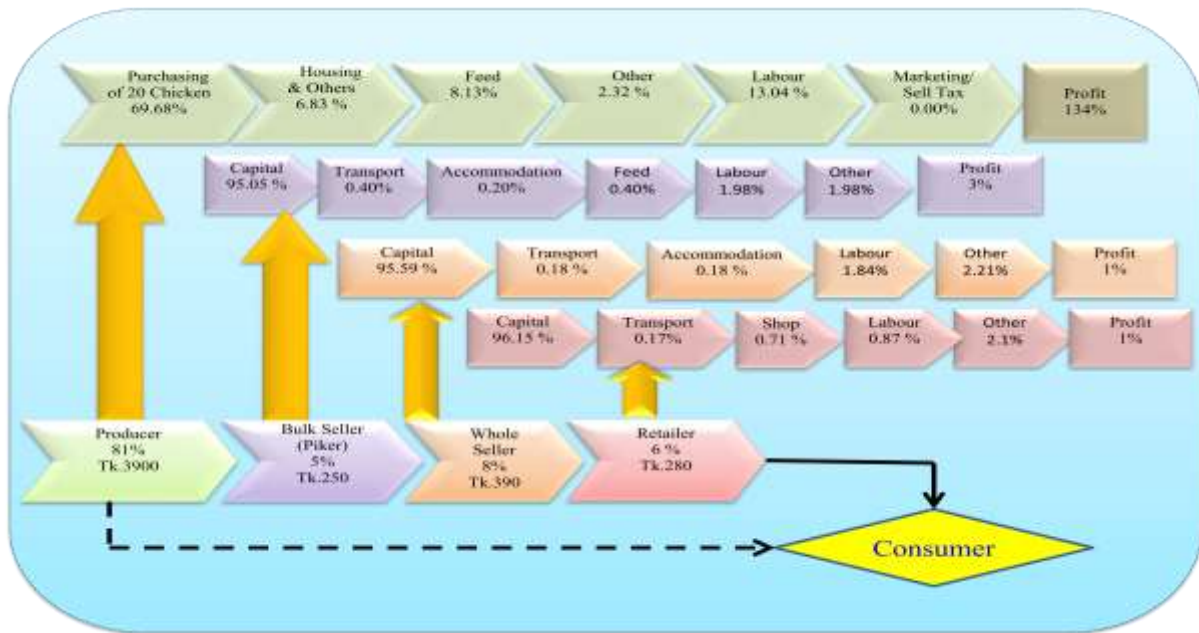 Purchasing
of 20 Chicken
69.68%
Housing
& Others
6.83 %
Feed
8.13%
Other
2.32 %
Labour
13.04 %
Marketing/
Sell Tax
0.00%
Profit
134%
Capital
95.05 %
Transport
0.40%
Accommodation
0.20%
Feed
0.40%
Labour
1.98%
Other
1.98%
Profit
3%
Capital
95.59 %
Transport
0.18 %
Accommodation
0.18 %
Labour
1.84%
Other
2.21%
Profit
1%
Capital
96.15 %
Transport
0.17%
Shop
0.71 %
Labour
0.87 %
Other
2.1%
Profit
1%
Producer
81%
Tk.3900
Bulk Seller
(Piker)
5%
Tk.250
Whole
Seller
8%
Tk.390
Retailer
6 %
Tk.280
Consumer